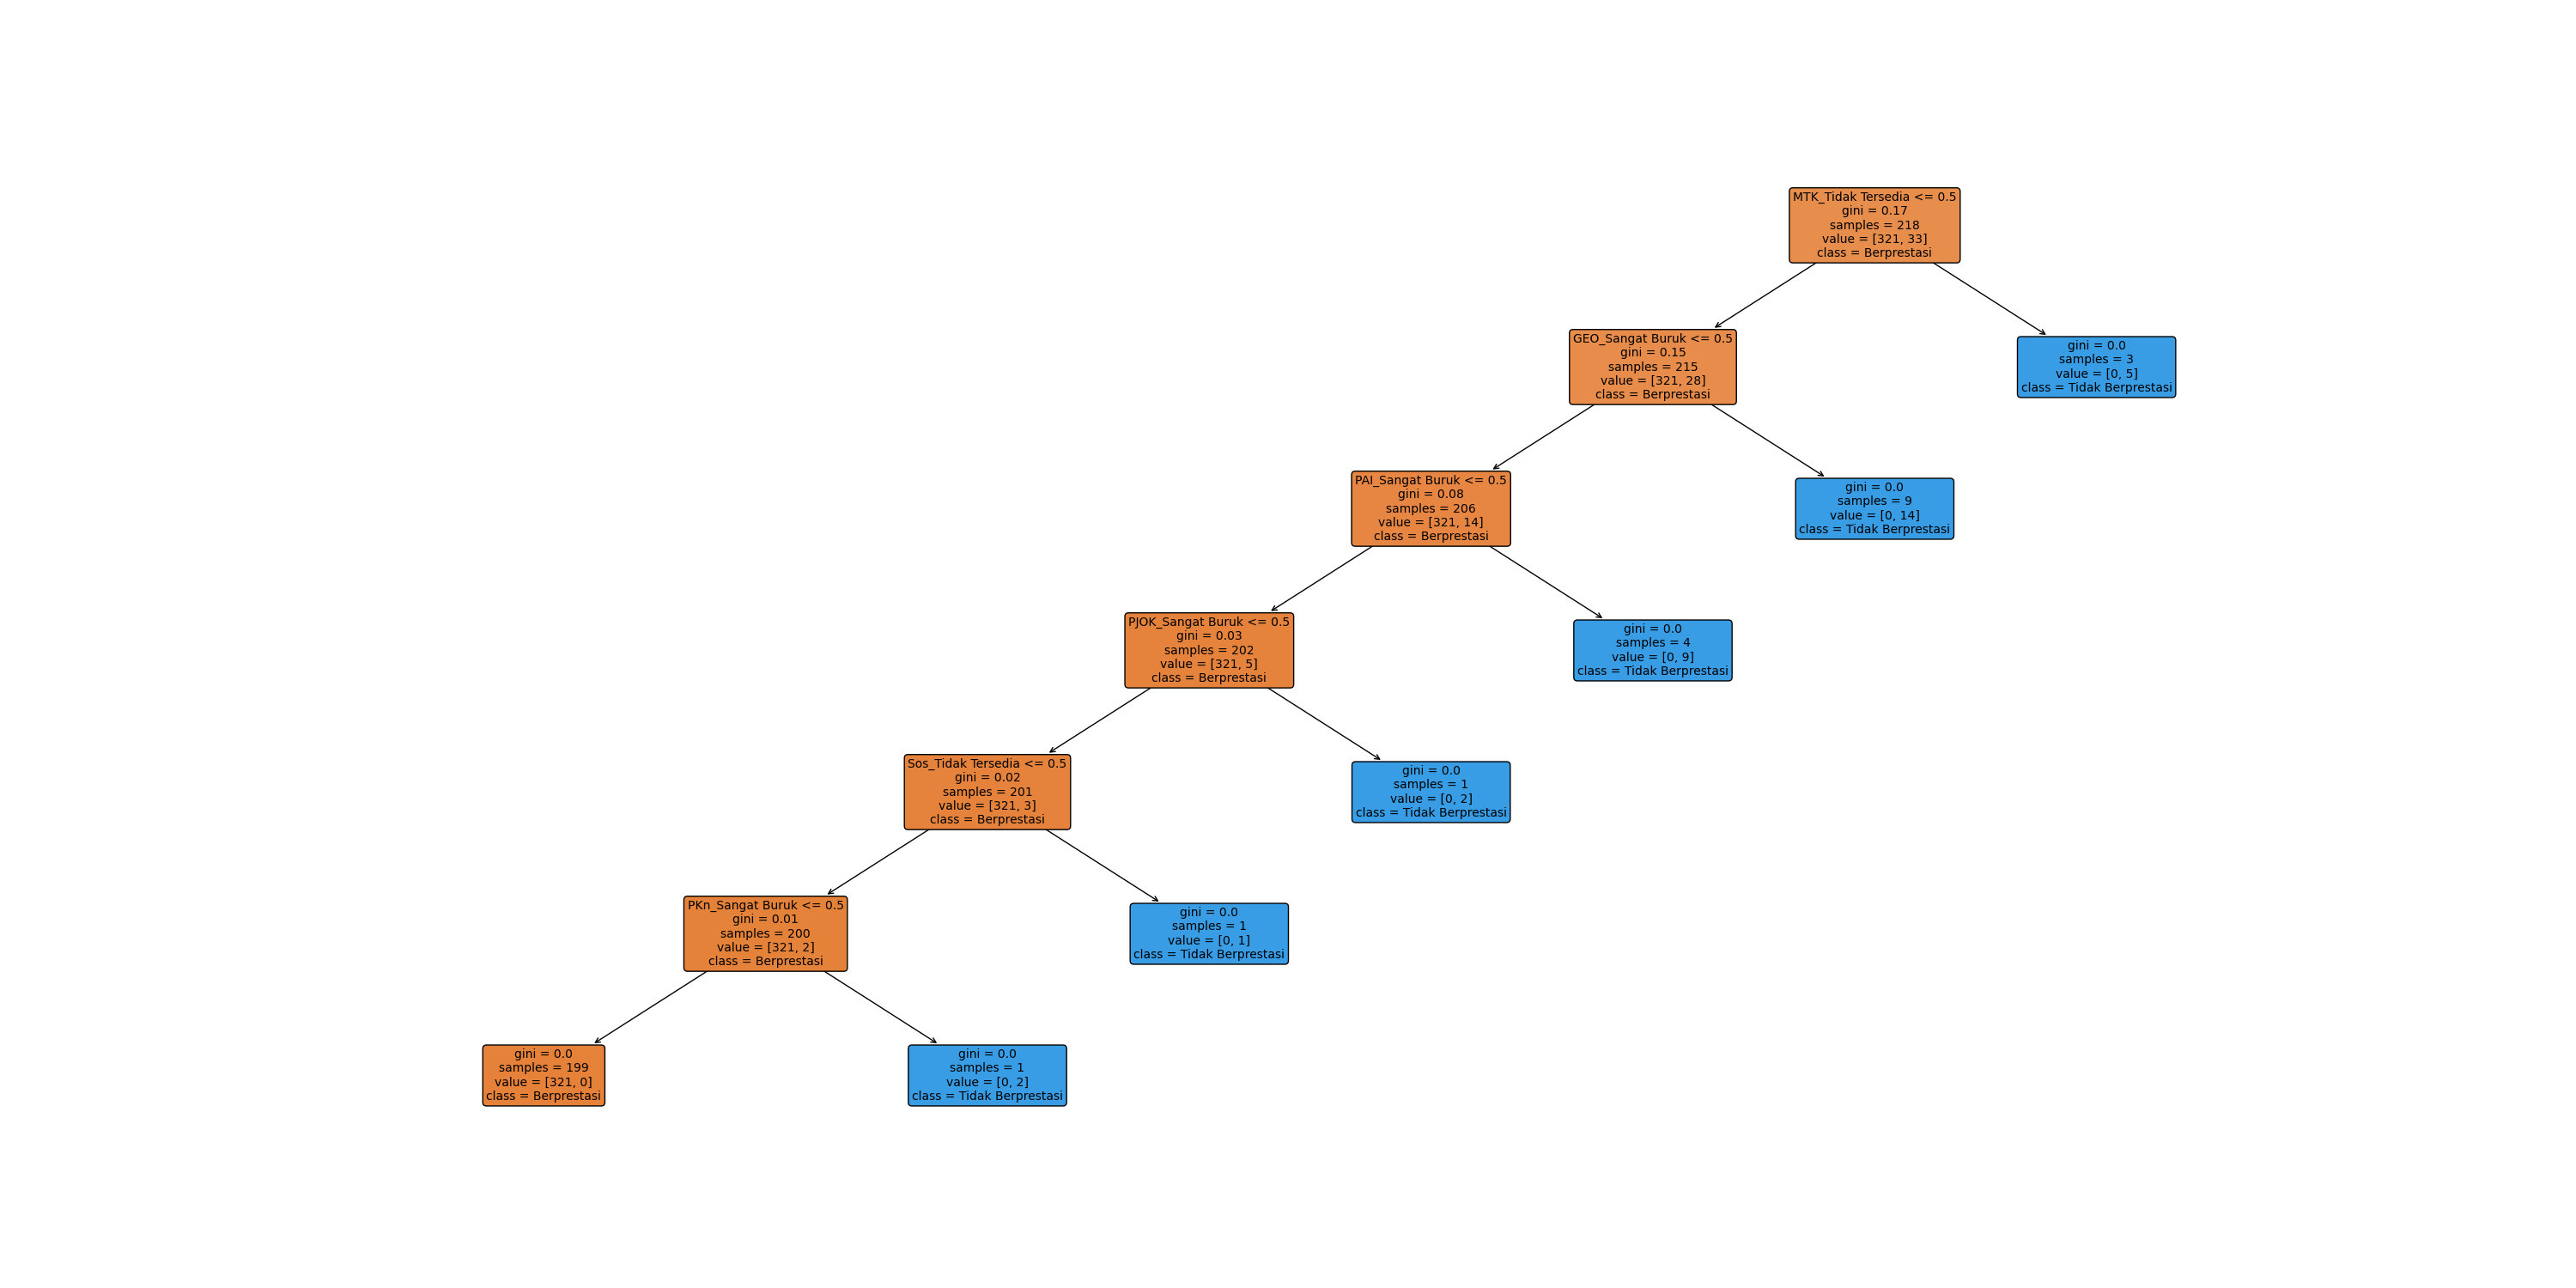 MTK_Tidak Tersedia <= 0.5
gini = 0.17
samples = 218
value = [321, 33]
class = Berprestasi
GEO_Sangat Buruk <= 0.5
gini = 0.15
samples = 215
value = [321, 28]
class = Berprestasi
gini = 0.0
samples = 3
value = [0, 5]
class = Tidak Berprestasi
PAI_Sangat Buruk <= 0.5
gini = 0.08
samples = 206
value = [321, 14]
class = Berprestasi
gini = 0.0
samples = 9
value = [0, 14]
class = Tidak Berprestasi
PJOK_Sangat Buruk <= 0.5
gini = 0.03
samples = 202
value = [321, 5]
class = Berprestasi
gini = 0.0
samples = 4
value = [0, 9]
class = Tidak Berprestasi
Sos_Tidak Tersedia <= 0.5
gini = 0.02
samples = 201
value = [321, 3]
class = Berprestasi
gini = 0.0
samples = 1
value = [0, 2]
class = Tidak Berprestasi
PKn_Sangat Buruk <= 0.5
gini = 0.01
samples = 200
value = [321, 2]
class = Berprestasi
gini = 0.0
samples = 1
value = [0, 1]
class = Tidak Berprestasi
gini = 0.0
samples = 199
value = [321, 0]
class = Berprestasi
gini = 0.0
samples = 1
value = [0, 2]
class = Tidak Berprestasi